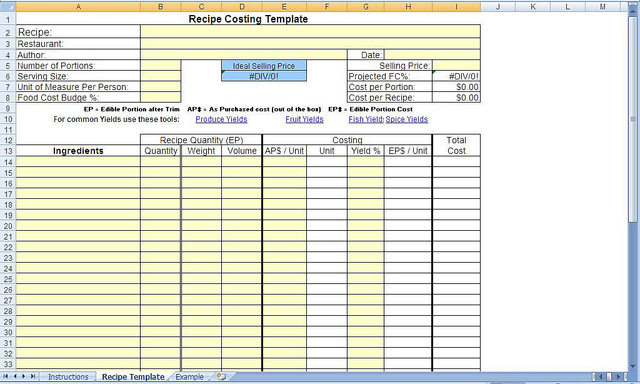 A B C D E F G H I J K L M
1 Recipe Costing Template
2 Recipe:
3 Restaurant:
4 Author: Date:
5 Number of Portions: Ideal Selling Price Selling Price:
6 Serving Size: #DIV/0! Projected FC%: #DIV/0!
7 Unit of Measure Per Person: Cost per Portion: $0.00
8 Food Cost Budge %: Cost per Recipe: $0.00
9 EP = Edible Portion after Trim AP$ = As Purchased cost (out of the box) EP$ = Edible Portion Cost
10 For common Yields use these tools: Produce Yields Fruit Yields Fish Yields Spice Yields
11
12 Recipe Quantity (EP) Costing Total
13 Ingredients Quantity Weight Volume AP$ / Unit Unit Yield % EP$ / Unit Cost
14
15
16
17
18
19
20
21
22
23
24
25
26
27
28
29
30
31
32
33
Instructions Recipe Template Example